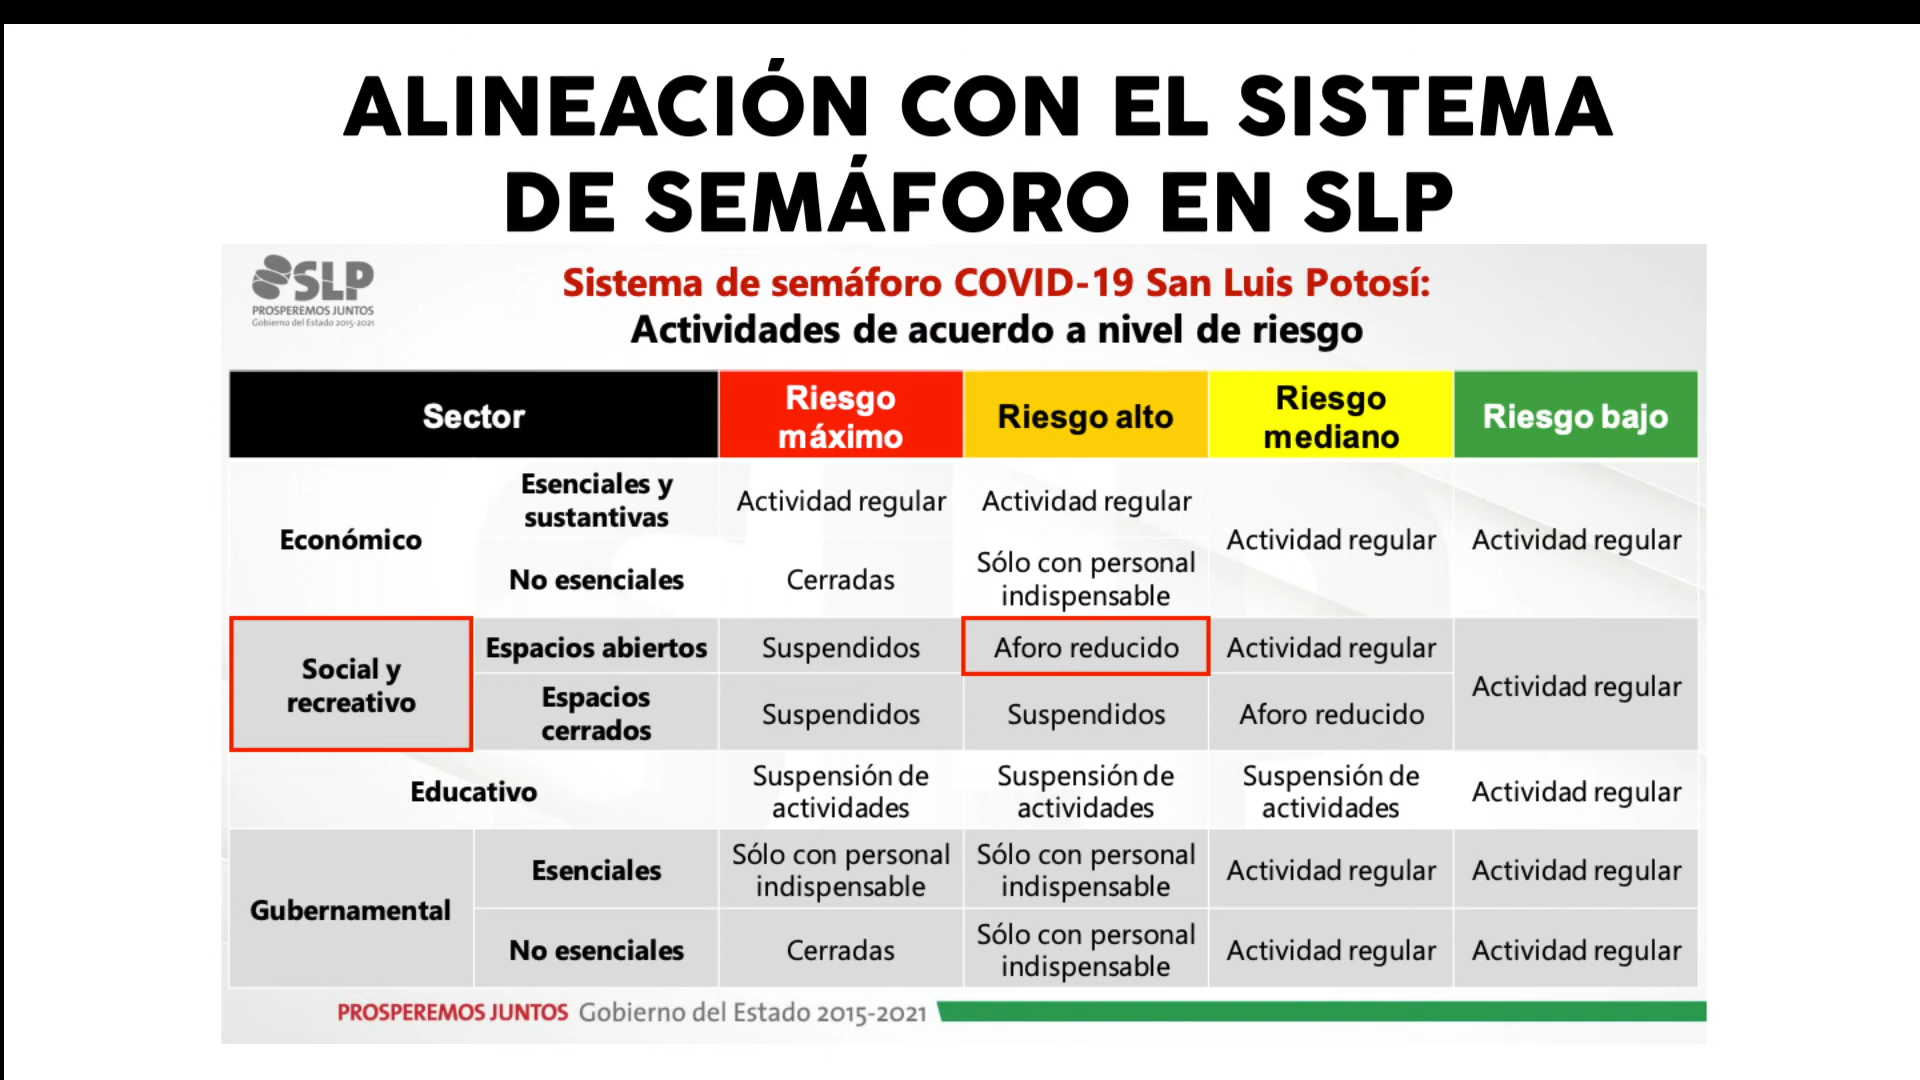 ALINEACIÓN CON EL SISTEMA
DE SEMÁFORO EN SLP
SLP
PROSPEREMOS JUNTOS
Gobierno del Estado 2015-2021
Sistema de semáforo COVID-19 San Luis Potosí:
Actividades de acuerdo a nivel de riesgo
Sector
Riesgo
máximo
Riesgo alto
Riesgo
mediano
Riesgo bajo
Económico
Esenciales y
sustantivas
Actividad regular
Actividad regular
Actividad regular
Actividad regular
No esenciales
Cerradas
Sólo con personal
indispensable
Social y
recreativo
Espacios abiertos
Suspendidos
Aforo reducido
Actividad regular
Actividad regular
Espacios
cerrados
Suspendidos
Suspendidos
Aforo reducido
Educativo
Suspensión de
actividades
Suspensión de
actividades
Suspensión de
actividades
Actividad regular
Gubernamental
Esenciales
Sólo con personal
indispensable
Sólo con personal
indispensable
Actividad regular
Actividad regular
No esenciales
Cerradas
Sólo con personal
indispensable
Actividad regular
Actividad regular
PROSPEREMOS JUNTOS Gobierno del Estado 2015-2021